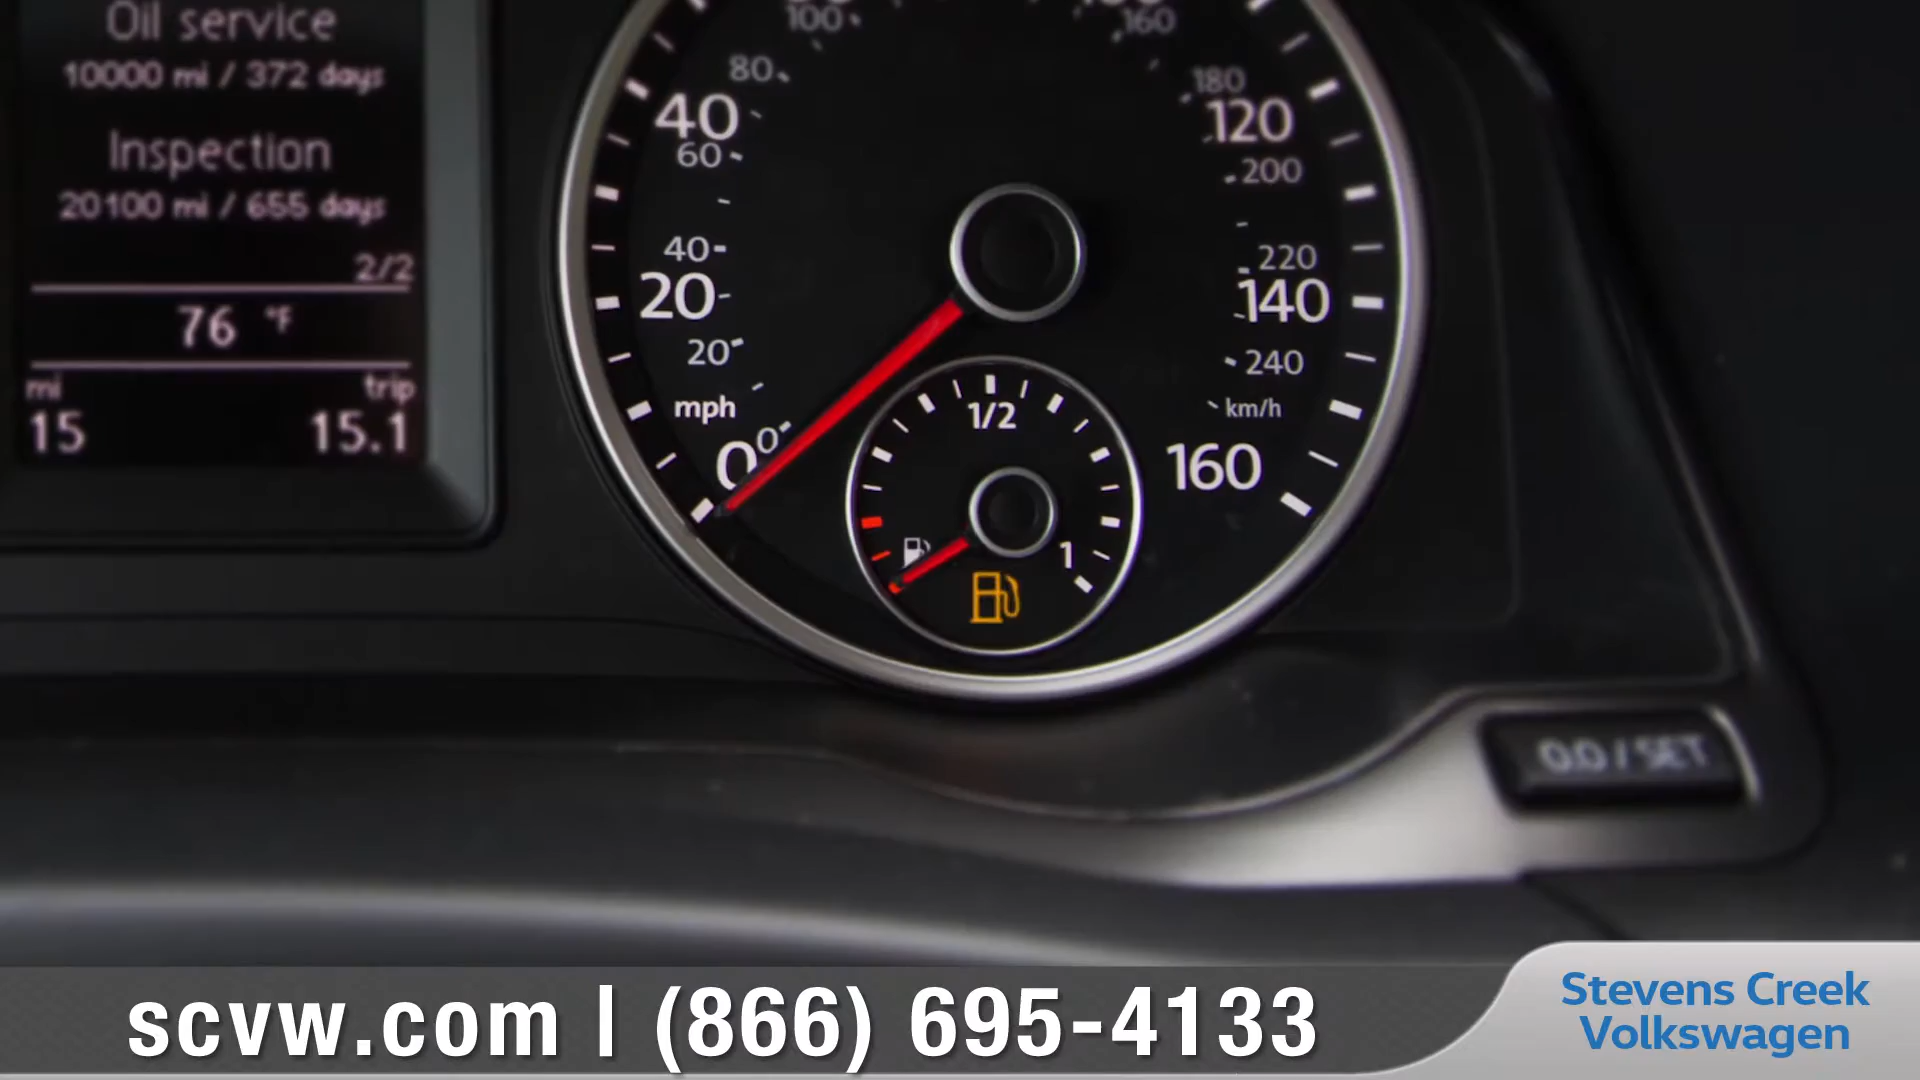 Oil service
10000 mi / 372 days
Inspection
20100 mi / 655 days
2/2
76 °F
mi trip
15 15.1
100 160
80 180
40 120
60 200
40 220
20 140
20 240
mph km/h
0 0 160
1/2
1
0.0 / SET
scvw.com | (866) 695-4133
Stevens Creek
Volkswagen